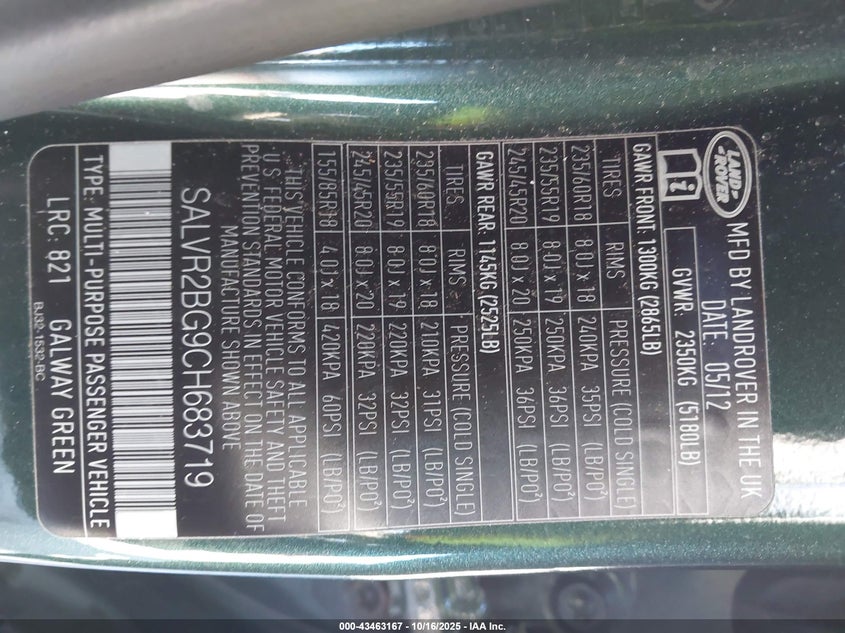 LAND
ROVER
MFD BY LANDROVER IN THE UK
DATE: 05/12
GVWR: 2350KG (5180LB)
GAWR FRONT: 1300KG (2865LB)
TIRES RIMS PRESSURE (COLD SINGLE)
235/60R18 8.0J x 18 240KPA 35PSI (LB/PO²)
235/55R19 8.0J x 19 250KPA 36PSI (LB/PO²)
245/45R20 8.0J x 20 250KPA 36PSI (LB/PO²)
GAWR REAR: 1145KG (2525LB)
TIRES RIMS PRESSURE (COLD SINGLE)
235/60R18 8.0J x 18 210KPA 31PSI (LB/PO²)
235/55R19 8.0J x 19 220KPA 32PSI (LB/PO²)
245/45R20 8.0J x 20 220KPA 32PSI (LB/PO²)
155/85R18 4.0J x 18 420KPA 60PSI (LB/PO²)
THIS VEHICLE CONFORMS TO ALL APPLICABLE
U S FEDERAL MOTOR VEHICLE SAFETY AND THEFT
PREVENTION STANDARDS IN EFFECT ON THE DATE OF
MANUFACTURE SHOWN ABOVE
SALVR2BG9CH683719
TYPE: MULTI-PURPOSE PASSENGER VEHICLE
LRC: 821 GALWAY GREEN
BJ32-1532-BC
000-43463167 - 10/16/2025 - IAA Inc.